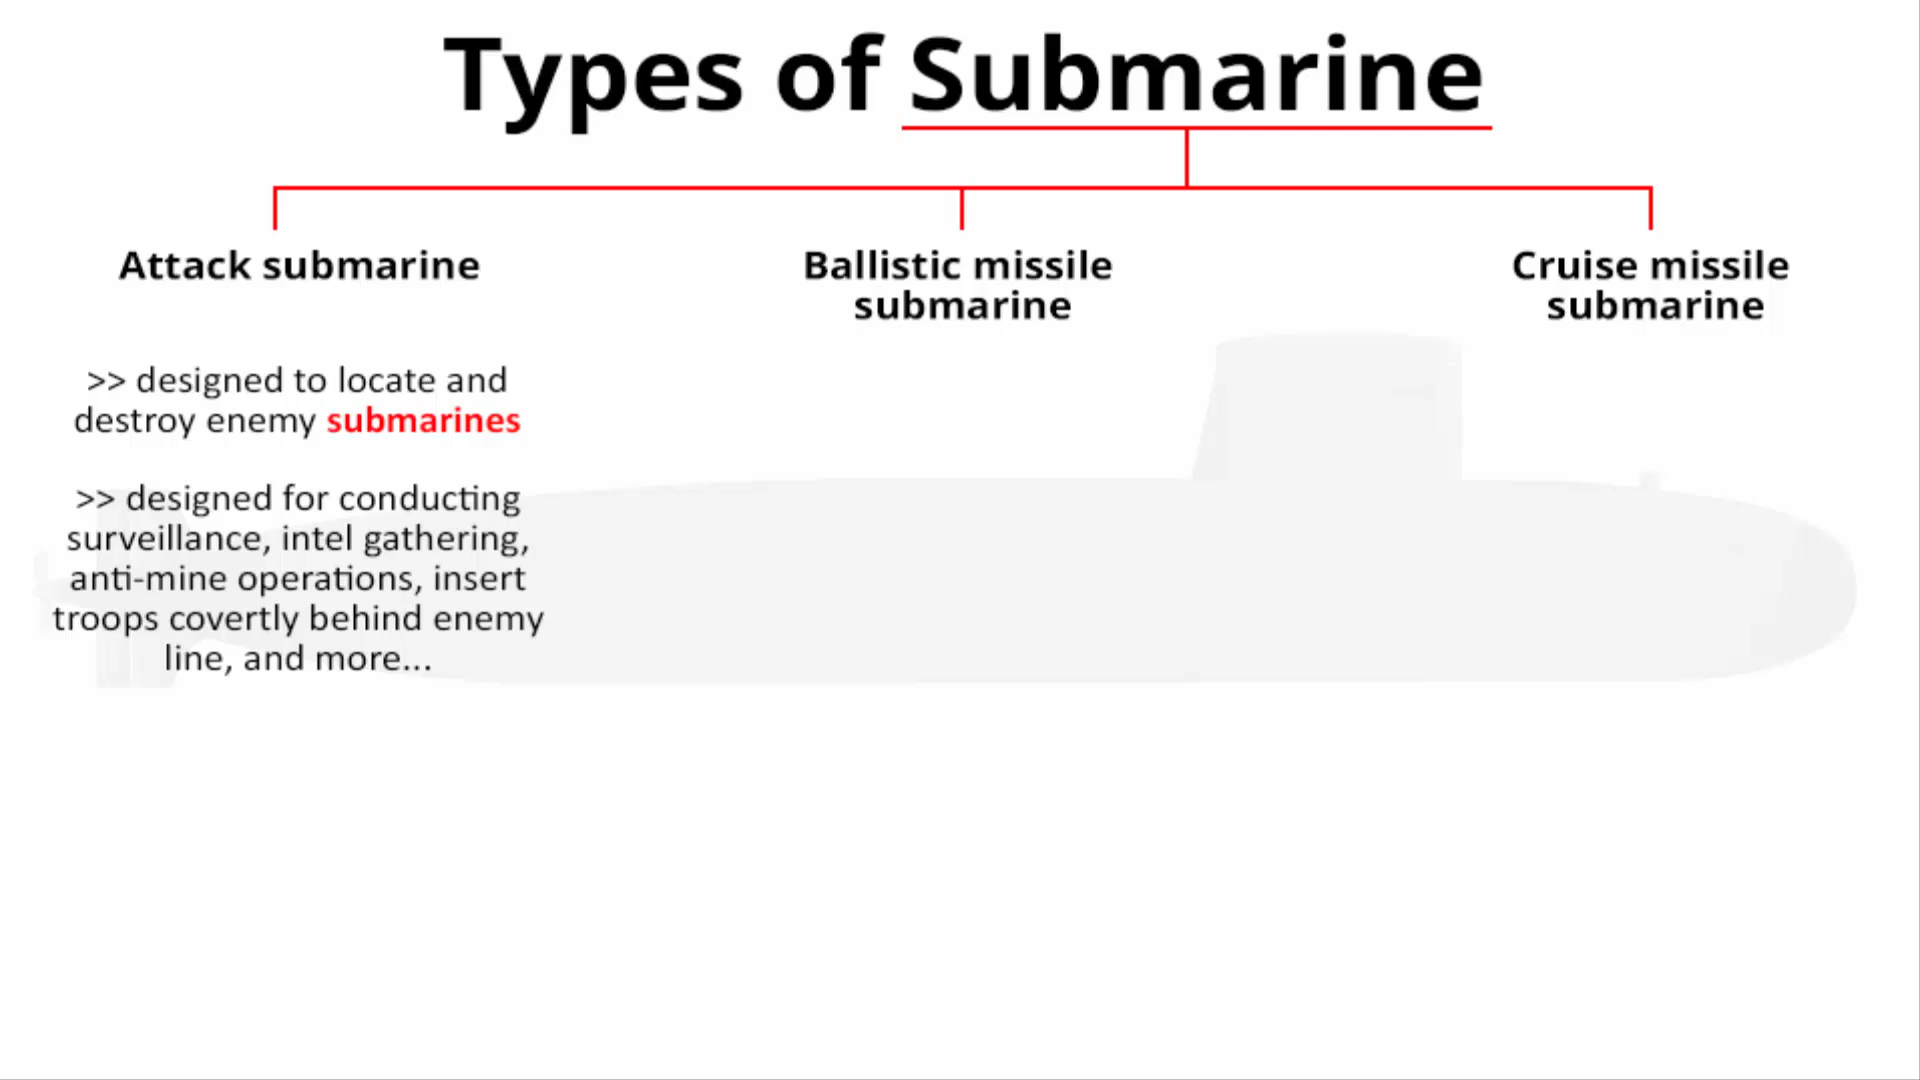 Types of Submarine
Attack submarine
>> designed to locate and
destroy enemy submarines
>> designed for conducting
surveillance, intel gathering,
anti-mine operations, insert
troops covertly behind enemy
line, and more...
Ballistic missile
submarine
Cruise missile
submarine